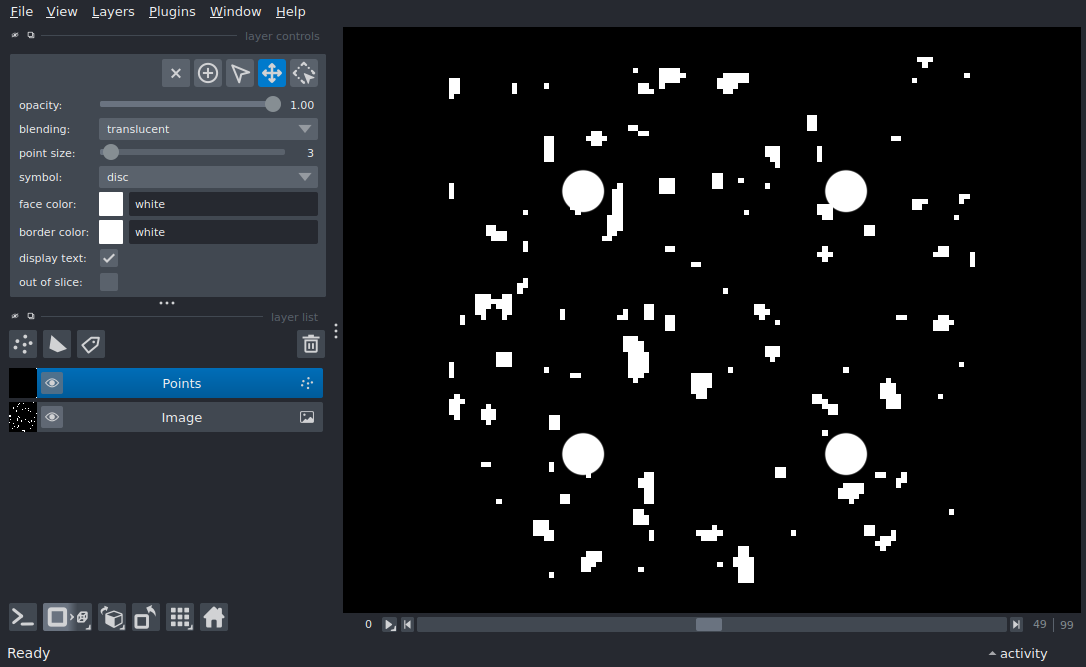 File View Layers Plugins Window Help
layer controls
opacity: 1.00
blending: translucent
point size: 3
symbol: disc
face color: white
border color: white
display text:
out of slice:
layer list
Points
Image
0 49 99
Ready activity